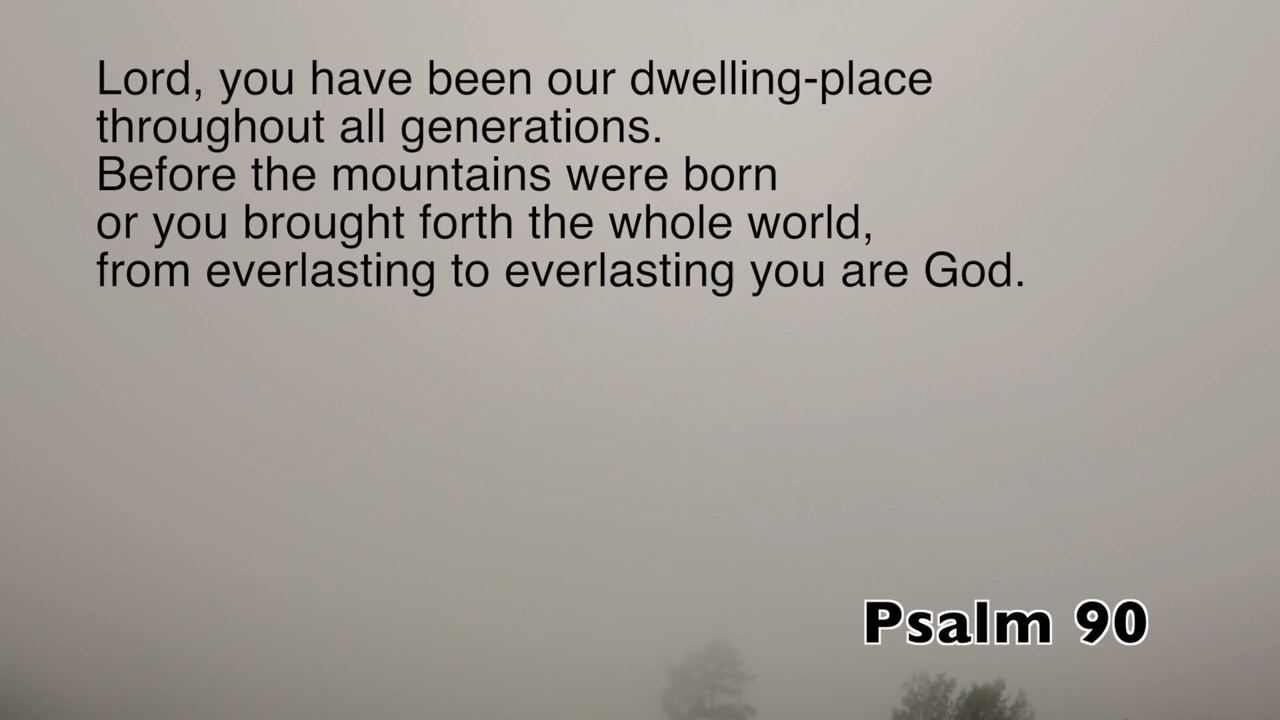 Lord, you have been our dwelling-place
throughout all generations.
Before the mountains were born
or you brought forth the whole world,
from everlasting to everlasting you are God.
Psalm 90